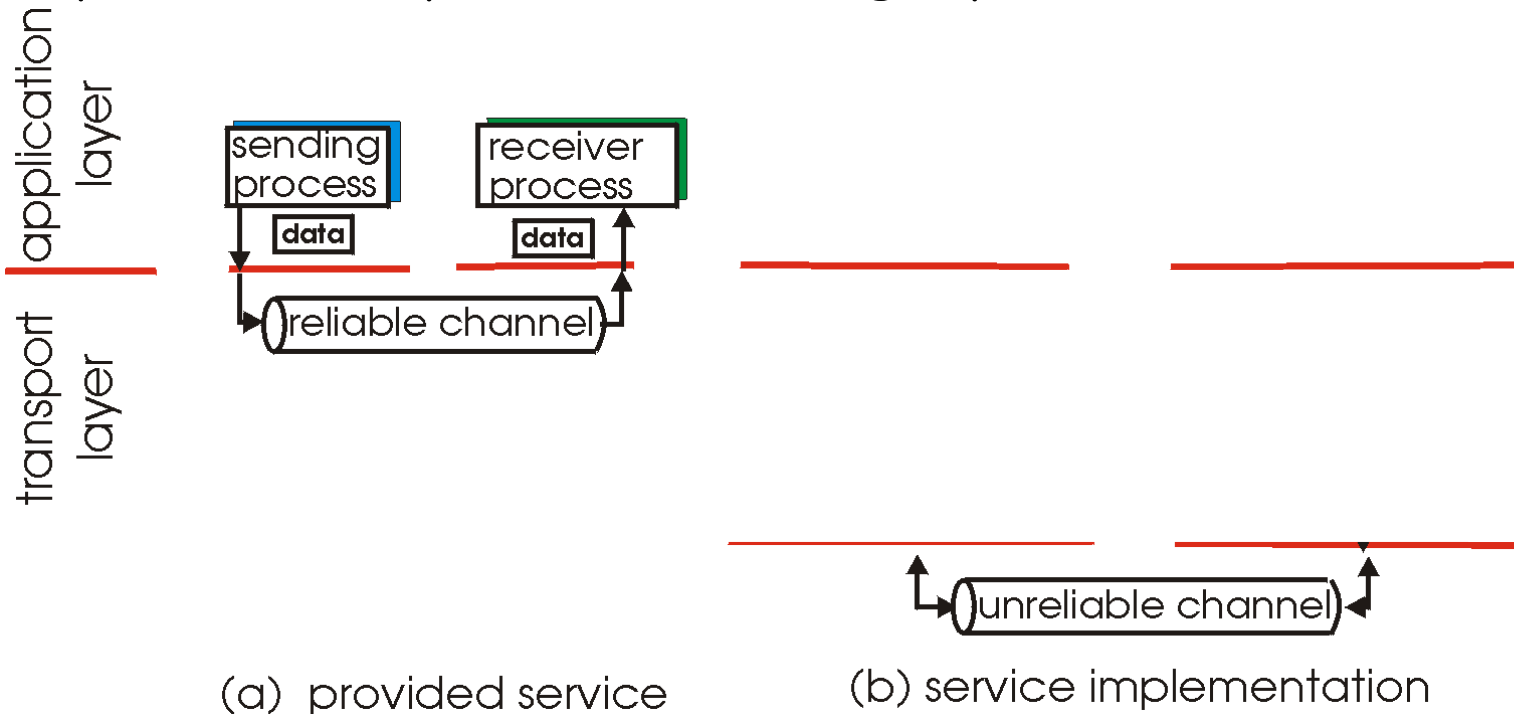 application
layer
sending
process
receiver
process
data
data
reliable channel
transport
layer
unreliable channel
(a) provided service
(b) service implementation